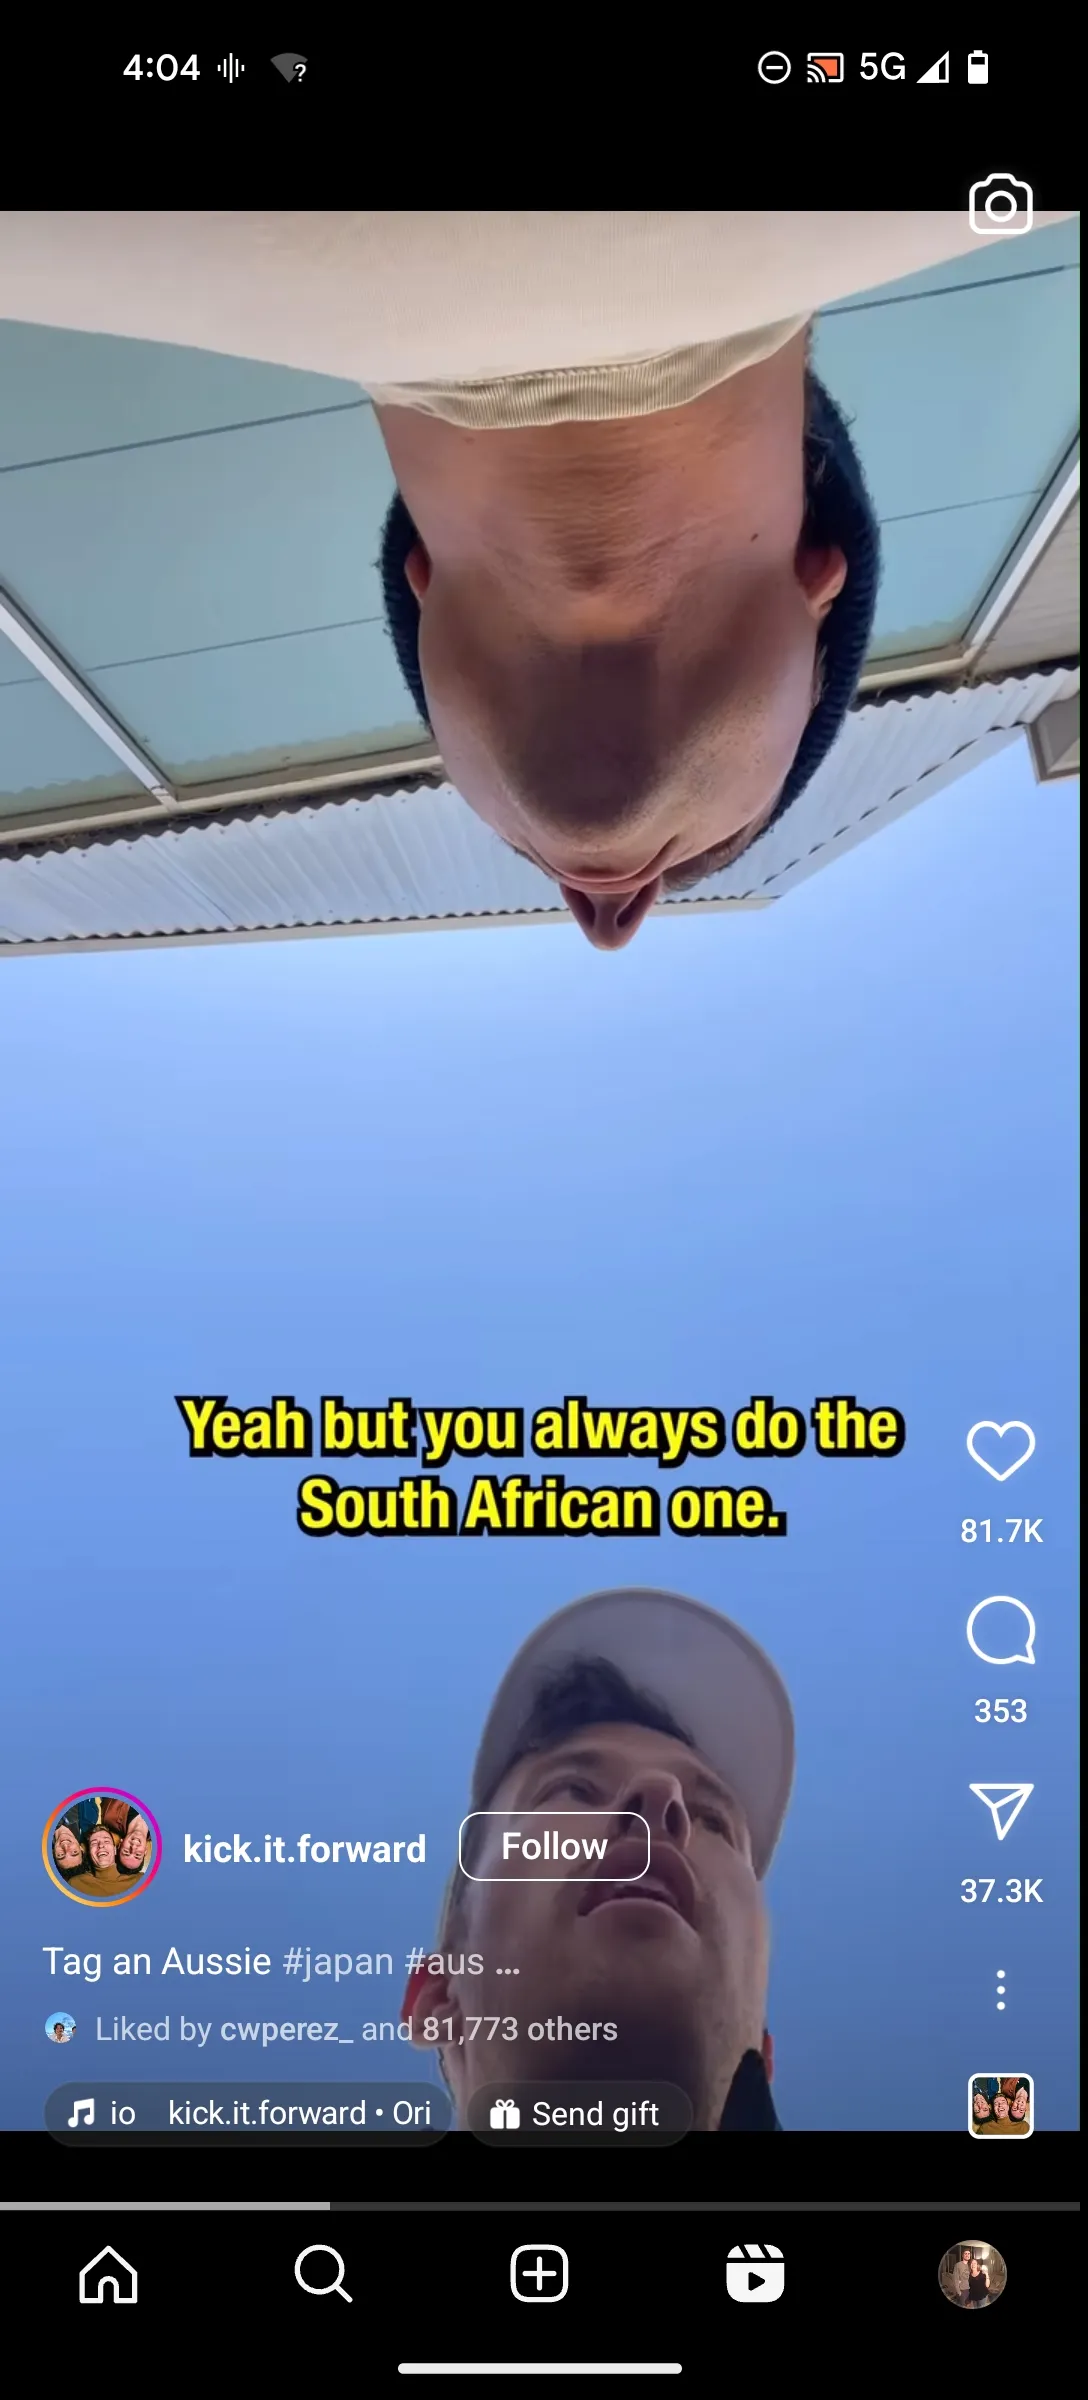 4:04
5G
Yeah but you always do the
South African one.
81.7K
353
37.3K
kick.it.forward
Follow
Tag an Aussie #japan #aus ...
Liked by cwperez_ and 81,773 others
io kick.it.forward • Ori
Send gift